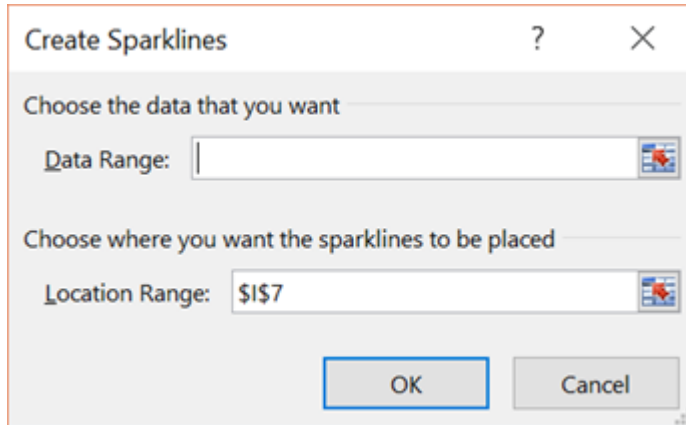 Create Sparklines ?
Choose the data that you want
Data Range:
Choose where you want the sparklines to be placed
Location Range: $I$7
OK Cancel